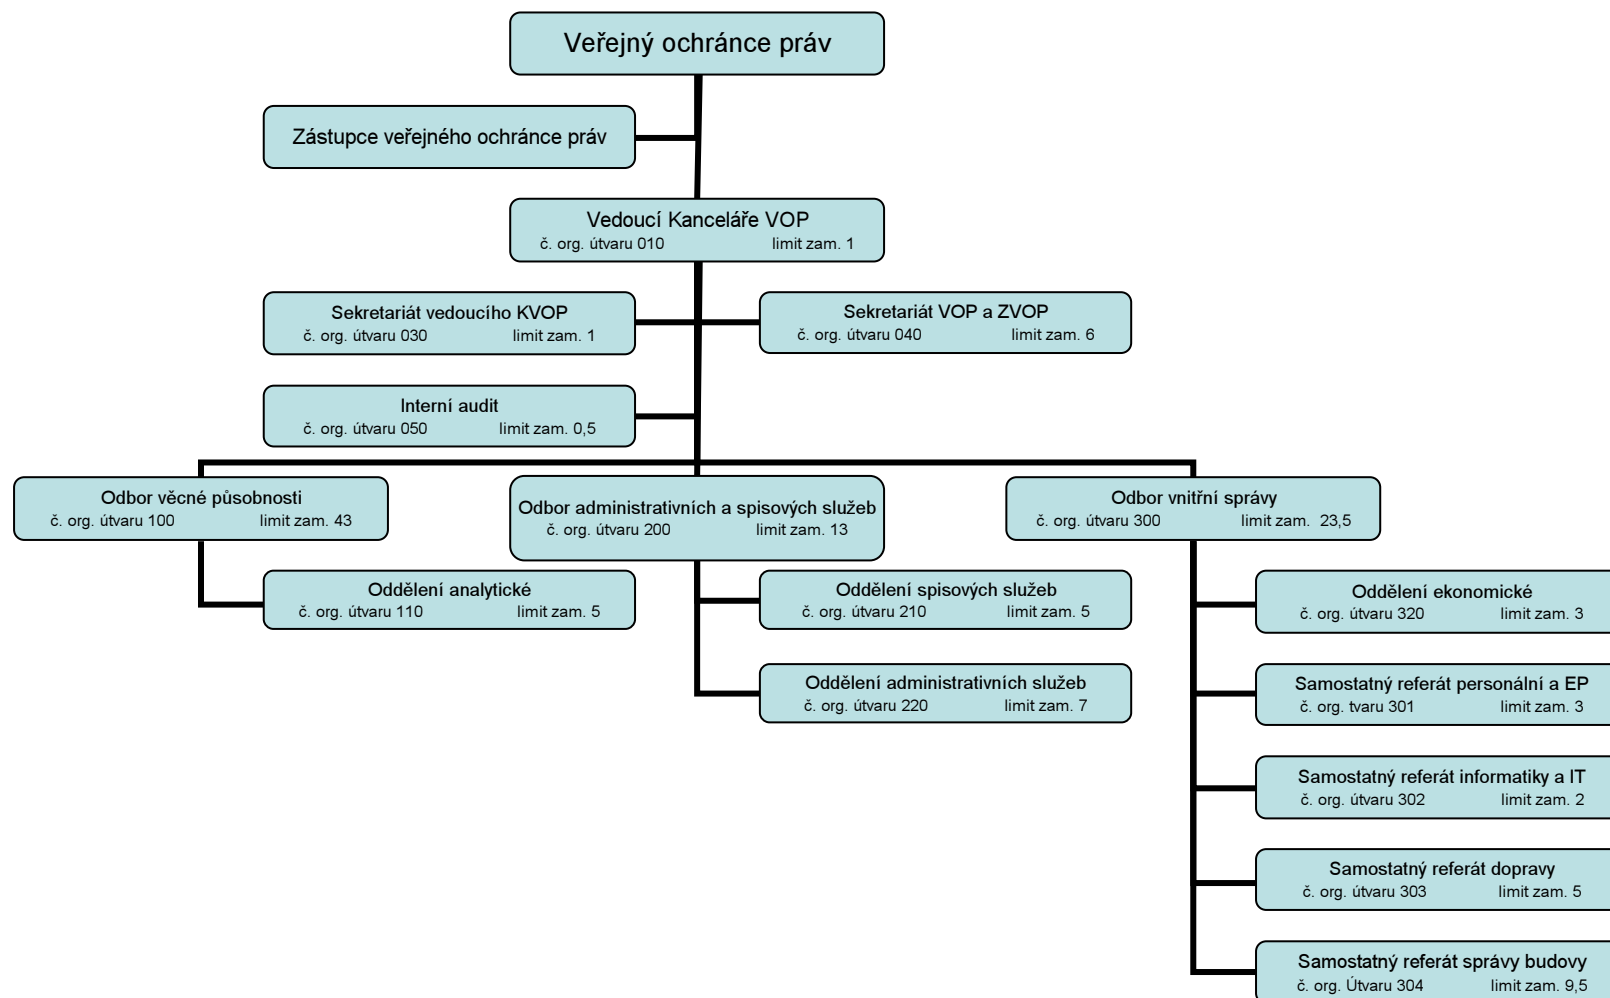 Veřejný ochránce práv
Zástupce veřejného ochránce práv
Vedoucí Kanceláře VOP
č. org. útvaru 010 limit zam. 1
Sekretariát vedoucího KVOP
č. org. útvaru 030 limit zam. 1
Sekretariát VOP a ZVOP
č. org. útvaru 040 limit zam. 6
Interní audit
č. org. útvaru 050 limit zam. 0,5
Odbor věcné působnosti
č. org. útvaru 100 limit zam. 43
Odbor administrativních a spisových služeb
č. org. útvaru 200 limit zam. 13
Odbor vnitřní správy
č. org. útvaru 300 limit zam. 23,5
Oddělení analytické
č. org. útvaru 110 limit zam. 5
Oddělení spisových služeb
č. org. útvaru 210 limit zam. 5
Oddělení administrativních služeb
č. org. útvaru 220 limit zam. 7
Oddělení ekonomické
č. org. útvaru 320 limit zam. 3
Samostatný referát personální a EP
č. org. tvaru 301 limit zam. 3
Samostatný referát informatiky a IT
č. org. útvaru 302 limit zam. 2
Samostatný referát dopravy
č. org. útvaru 303 limit zam. 5
Samostatný referát správy budovy
č. org. Útvaru 304 limit zam. 9,5